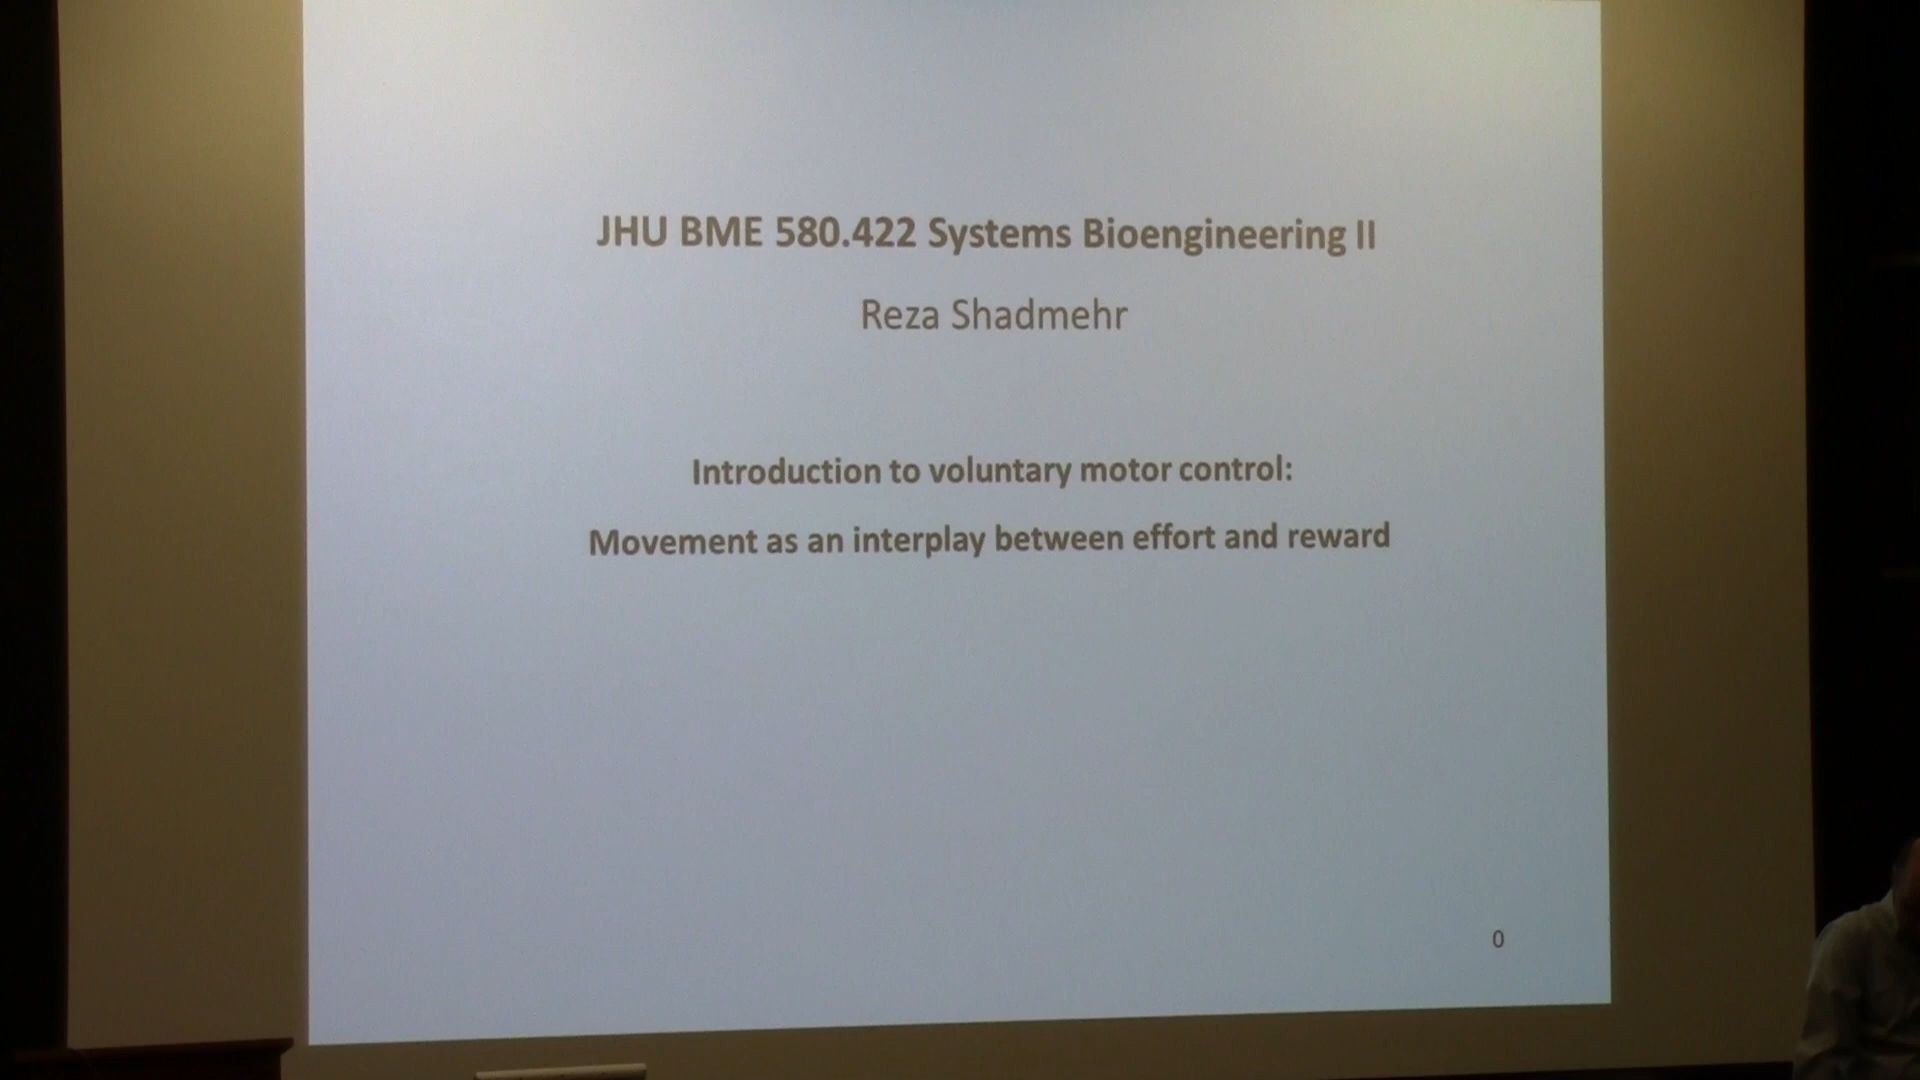 JHU BME 580.422 Systems Bioengineering II
Reza Shadmehr
Introduction to voluntary motor control:
Movement as an interplay between effort and reward
0